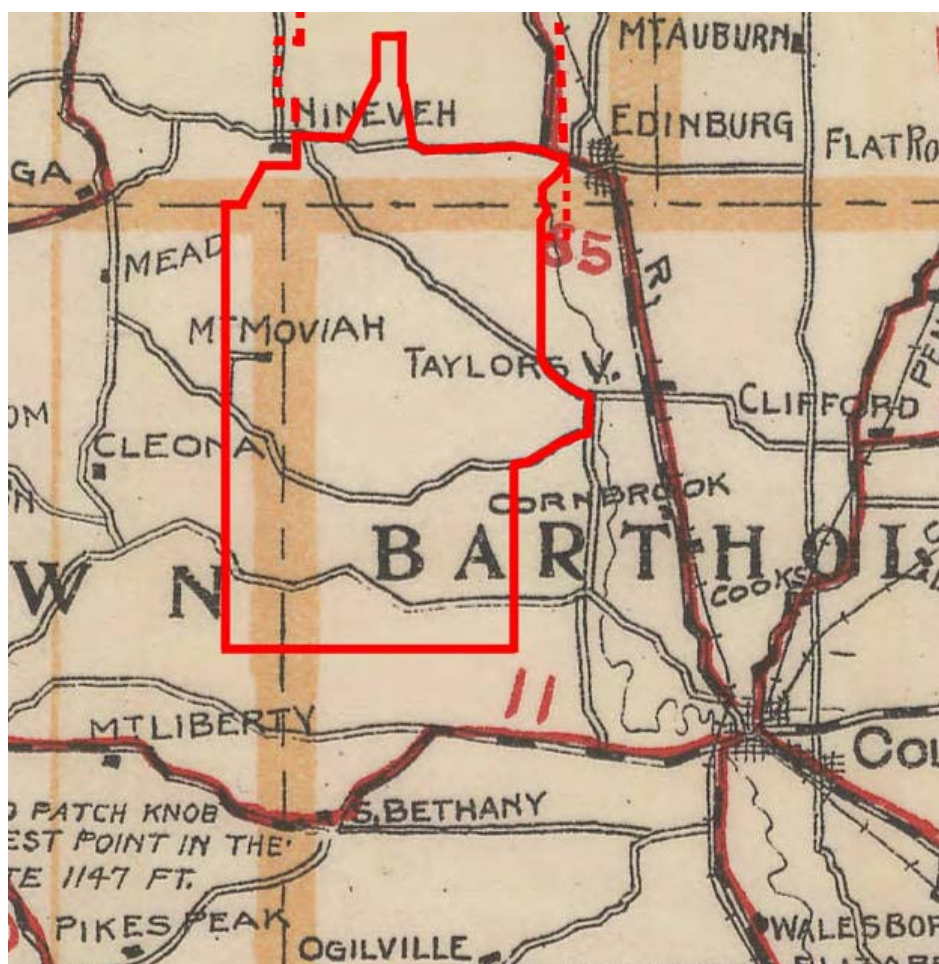 MT. AUBURN
NINEVEH
EDINBURG
FLAT RO
GA
MEAD
85
R.
MT MOVIAH
TAYLORS V.
CLIFFORD
OM
CLEONA
CORNBROOK
W N
BARTHOL
COOKS
11
MT LIBERTY
COL
PATCH KNOB
S. BETHANY
EST POINT IN THE
TE 1147 FT.
PIKES PEAK
OGILVILLE
WALESBOR